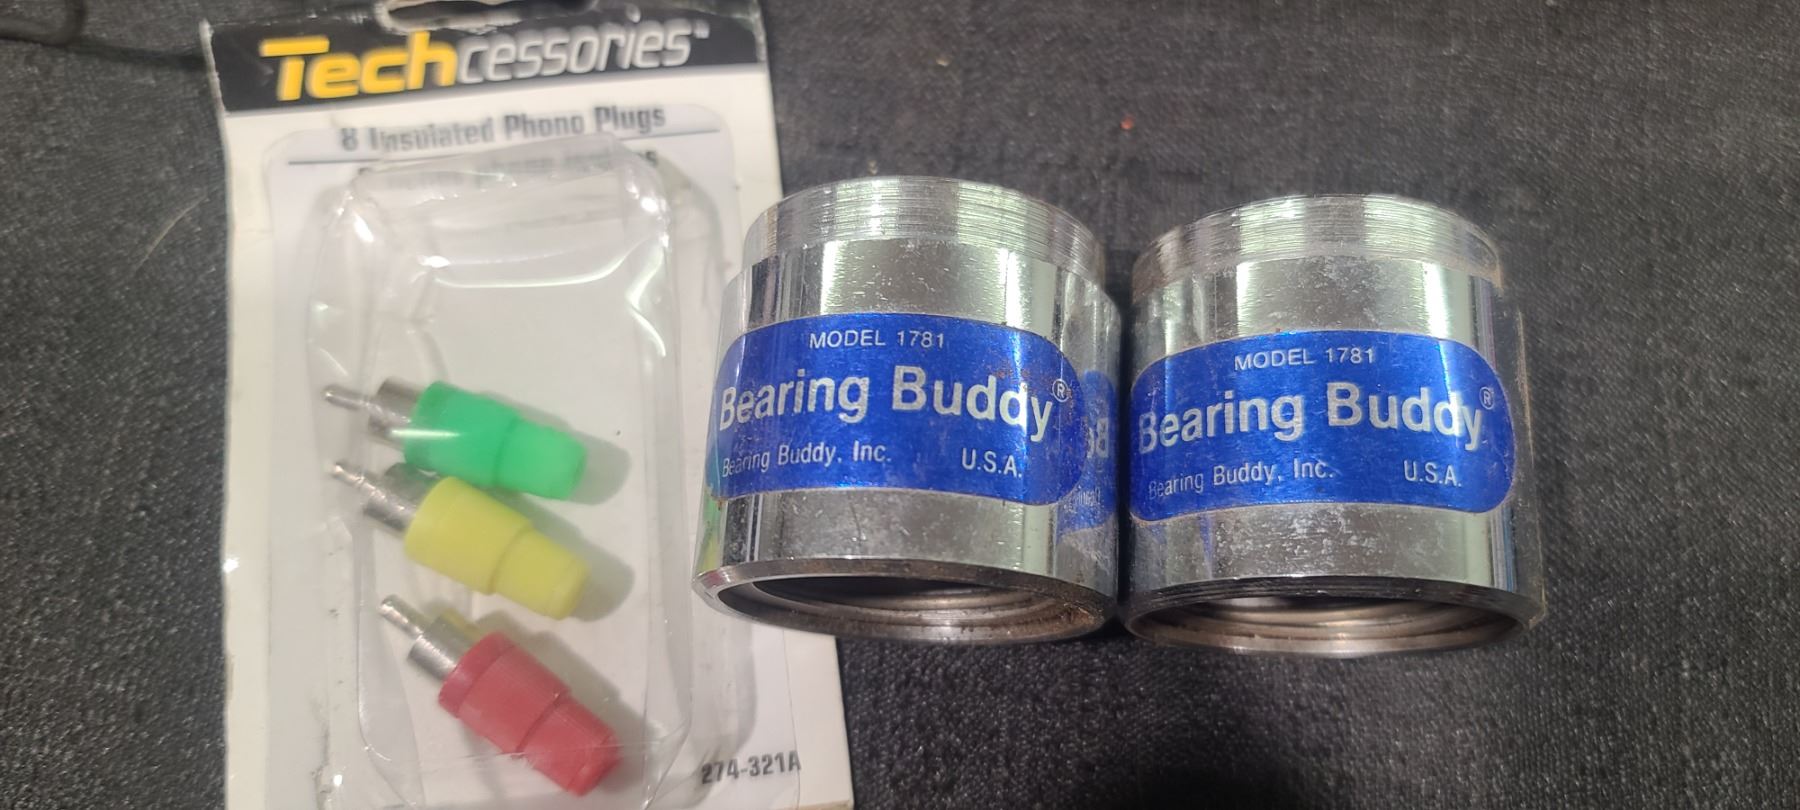 Techcessories™
8 Insulated Phono Plugs
274-321A
MODEL 1781
Bearing Buddy®
Bearing Buddy, Inc. U.S.A.
MODEL 1781
Bearing Buddy®
Bearing Buddy, Inc. U.S.A.